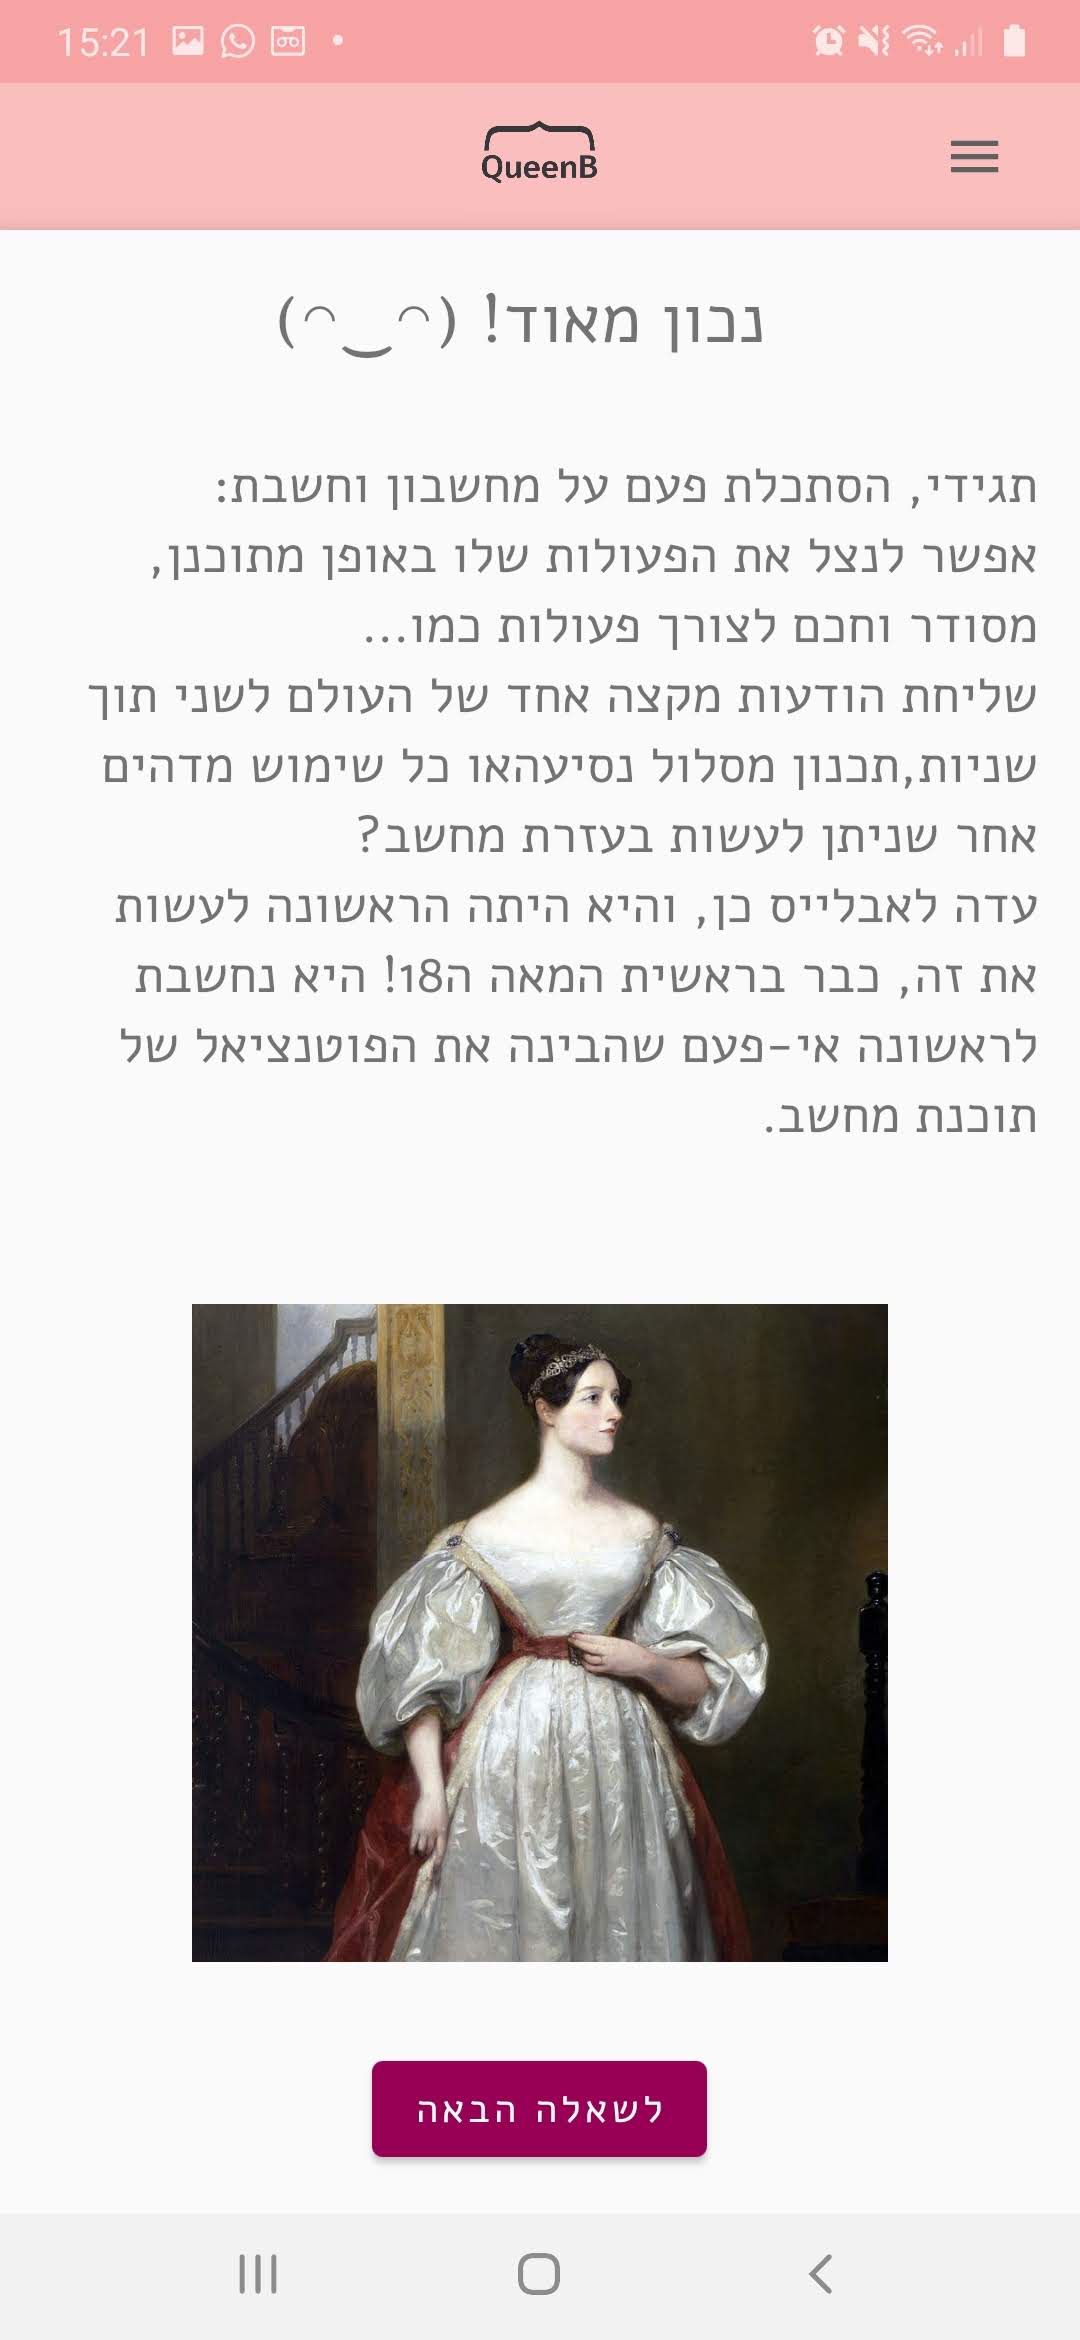 15:21
QueenB
נכון מאוד! (◠‿◠)
תגידי, הסתכלת פעם על מחשבון וחשבת:
אפשר לנצל את הפעולות שלו באופן מתוכנן,
מסודר וחכם לצורך פעולות כמו...
שליחת הודעות מקצה אחד של העולם לשני תוך
שניות,תכנון מסלול נסיעהאו כל שימוש מדהים
אחר שניתן לעשות בעזרת מחשב?
עדה לאבלייס כן, והיא היתה הראשונה לעשות
את זה, כבר בראשית המאה ה18! היא נחשבת
לראשונה אי-פעם שהבינה את הפוטנציאל של
תוכנת מחשב.
לשאלה הבאה